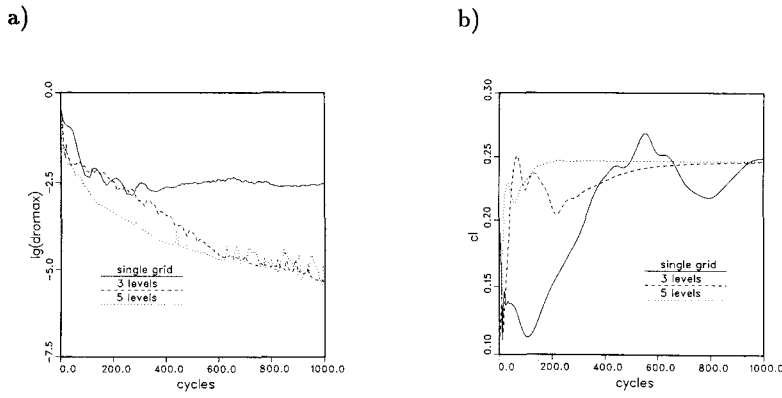 a)
b)
0.0
-2.5
-5.0
-7.5
lg(dromax)
single grid
3 levels
5 levels
0.0 200.0 400.0 600.0 800.0 1000.0
cycles
0.30
0.25
0.20
0.15
0.10
cl
single grid
3 levels
5 levels
0.0 200.0 400.0 600.0 800.0 1000.0
cycles